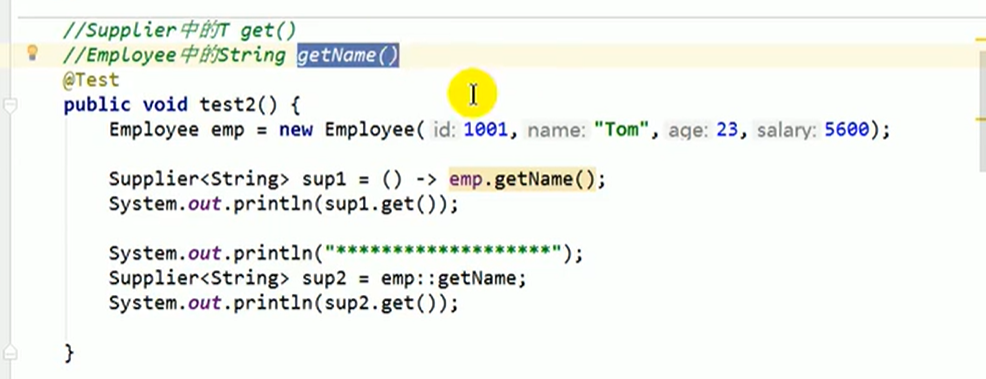 //Supplier中的T get()
//Employee中的String getName()
@Test
public void test2() {
Employee emp = new Employee( id: 1001, name: "Tom", age: 23, salary: 5600);
Supplier<String> sup1 = () -> emp.getName();
System.out.println(sup1.get());
System.out.println("*******************");
Supplier<String> sup2 = emp::getName;
System.out.println(sup2.get());
}